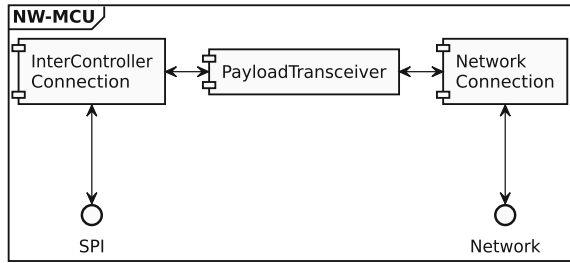 NW-MCU
InterController
Connection
PayloadTransceiver
Network
Connection
SPI
Network